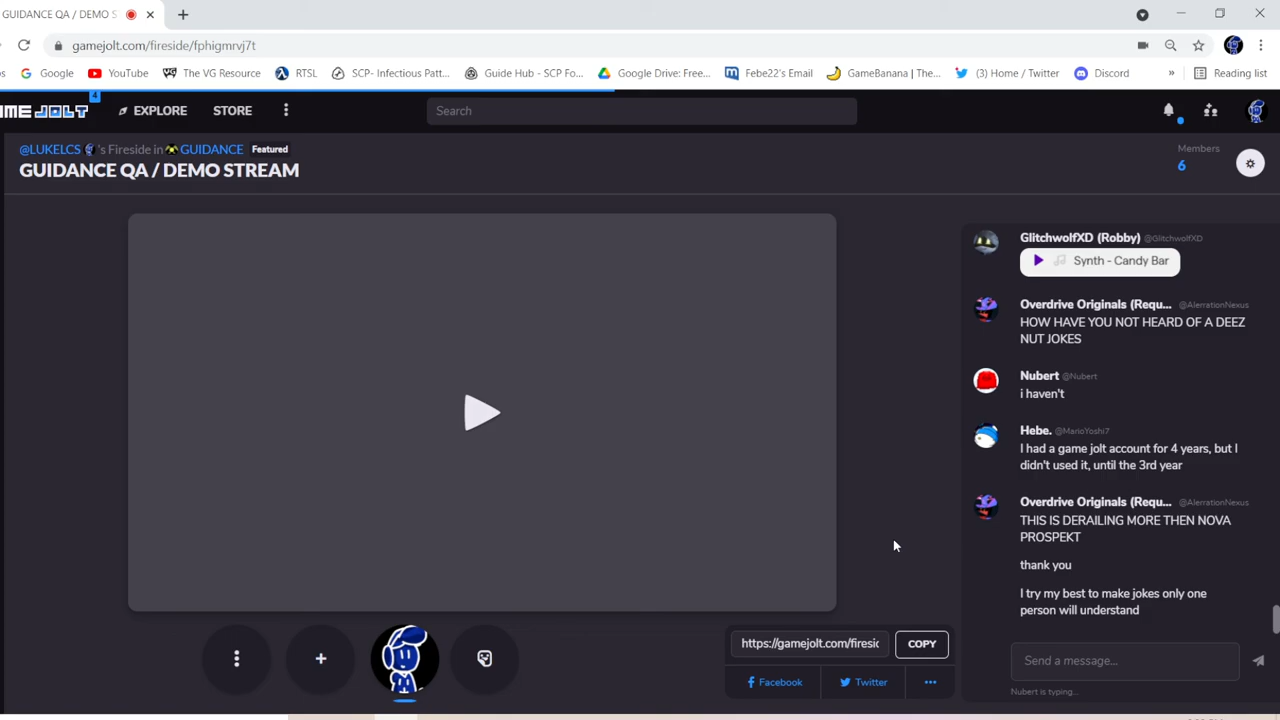 GUIDANCE QA / DEMO S
gamejolt.com/fireside/fphigmrvj7t
Google YouTube The VG Resource RTSL SCP- Infectious Patt... Guide Hub - SCP Fo... Google Drive: Free... Febe22's Email GameBanana | The... (3) Home / Twitter Discord » Reading list
4
ME JOLT EXPLORE STORE Search
@LUKELCS 's Fireside in GUIDANCE Featured
GUIDANCE QA / DEMO STREAM
Members
6
GlitchwolfXD (Robby) @GlitchwolfXD
Synth - Candy Bar
Overdrive Originals (Requ... @AlerrationNexus
HOW HAVE YOU NOT HEARD OF A DEEZ
NUT JOKES
Nubert @Nubert
i haven't
Hebe. @MarioYoshi7
I had a game jolt account for 4 years, but I
didn't used it, until the 3rd year
Overdrive Originals (Requ... @AlerrationNexus
THIS IS DERAILING MORE THEN NOVA
PROSPEKT
thank you
I try my best to make jokes only one
person will understand
https://gamejolt.com/firesic COPY
Facebook Twitter
Send a message...
Nubert is typing...